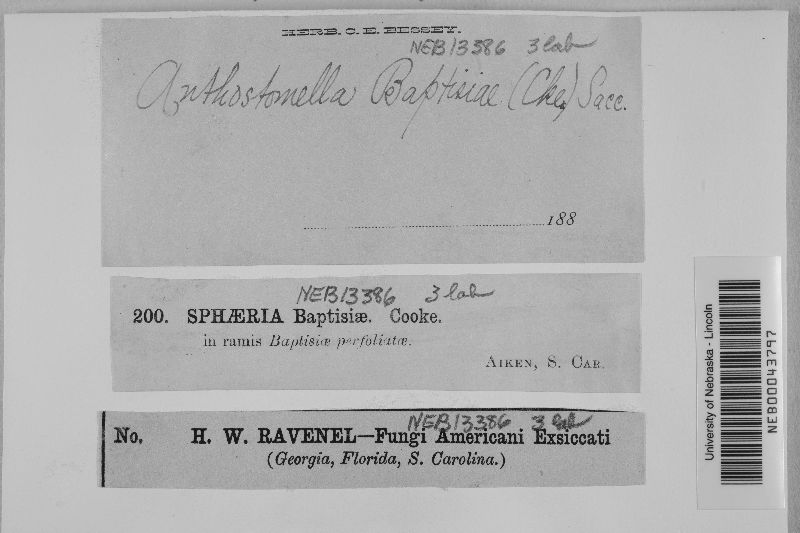 HERB. C. E. BESSEY.
NEB13386 3 lab
Anthostomella Baptisiae (Cke) Sacc.
188
NEB13386 3 lab
200. SPHÆRIA Baptisiæ. Cooke.
in ramis Baptisiæ perfoliatæ.
AIKEN, S. CAR.
NEB13386 3 lab
No. H. W. RAVENEL—Fungi Americani Exsiccati
(Georgia, Florida, S. Carolina.)
University of Nebraska - Lincoln
NEB00043797